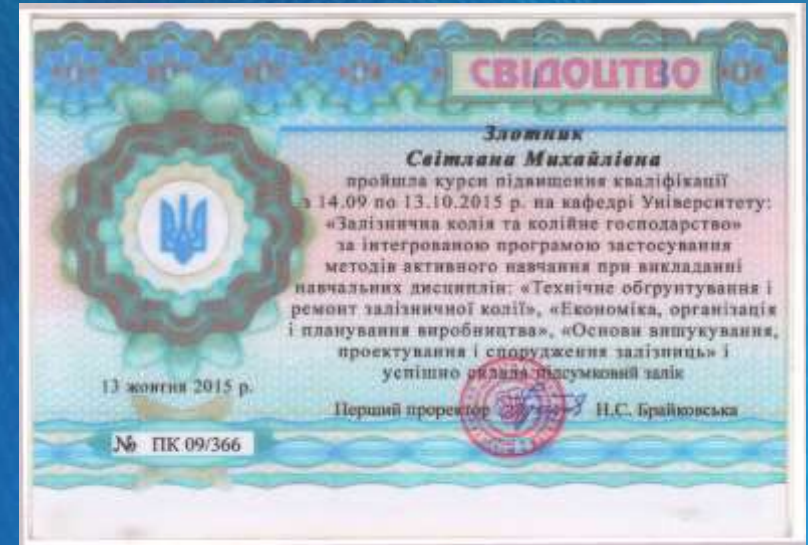 СВІДОЦТВО
Злотник
Світлана Михайлівна
пройшла курси підвищення кваліфікації
з 14.09 по 13.10.2015 р. на кафедрі Університету:
«Залізнична колія та колійне господарство»
за інтегрованою програмою застосування
методів активного навчання при викладанні
навчальних дисциплін: «Технічне обґрунтування і
ремонт залізничної колії», «Економіка, організація
і планування виробництва», «Основи вишукування,
проектування і спорудження залізниць» і
успішно склала підсумковий залік
13 жовтня 2015 р.
Перший проректор Н.С. Брайковська
№ ПК 09/366